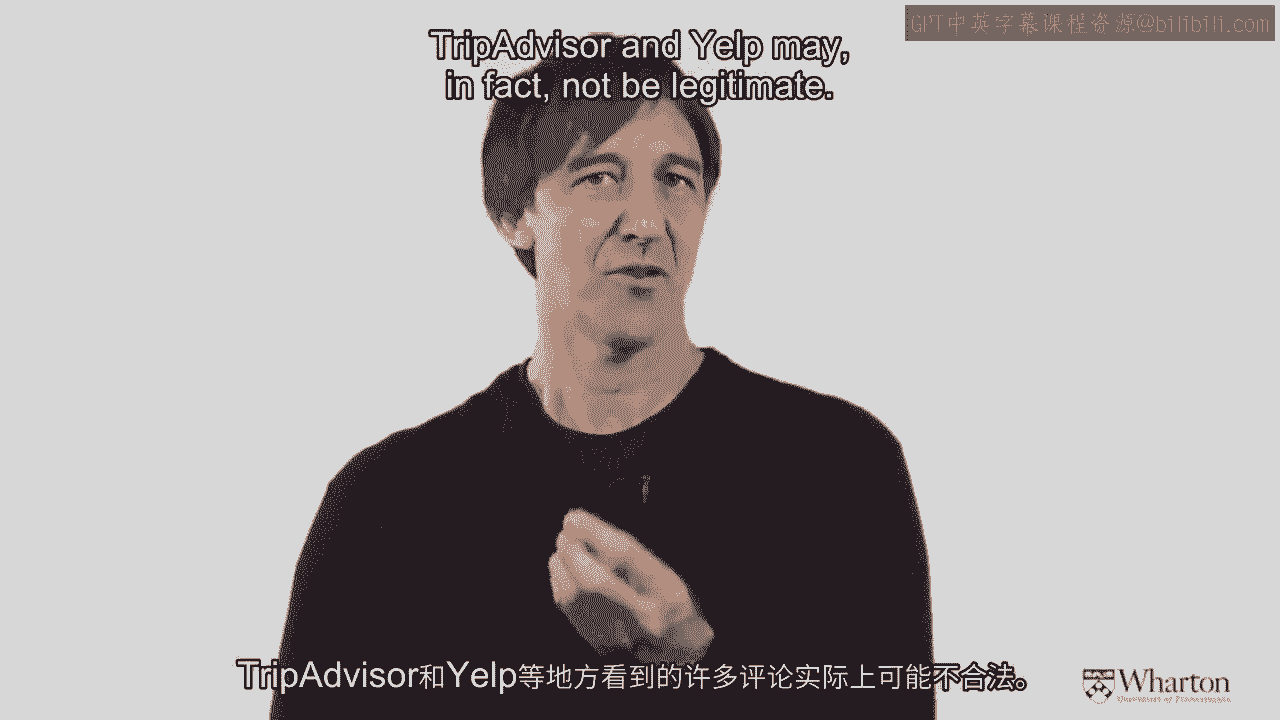 GPT中英字幕课程资源@bilibili.com
TripAdvisor and Yelp may,
in fact, not be legitimate.
TripAdvisor和Yelp等地方看到的许多评论实际上可能不合法。
Wharton
University of Pennsylvania